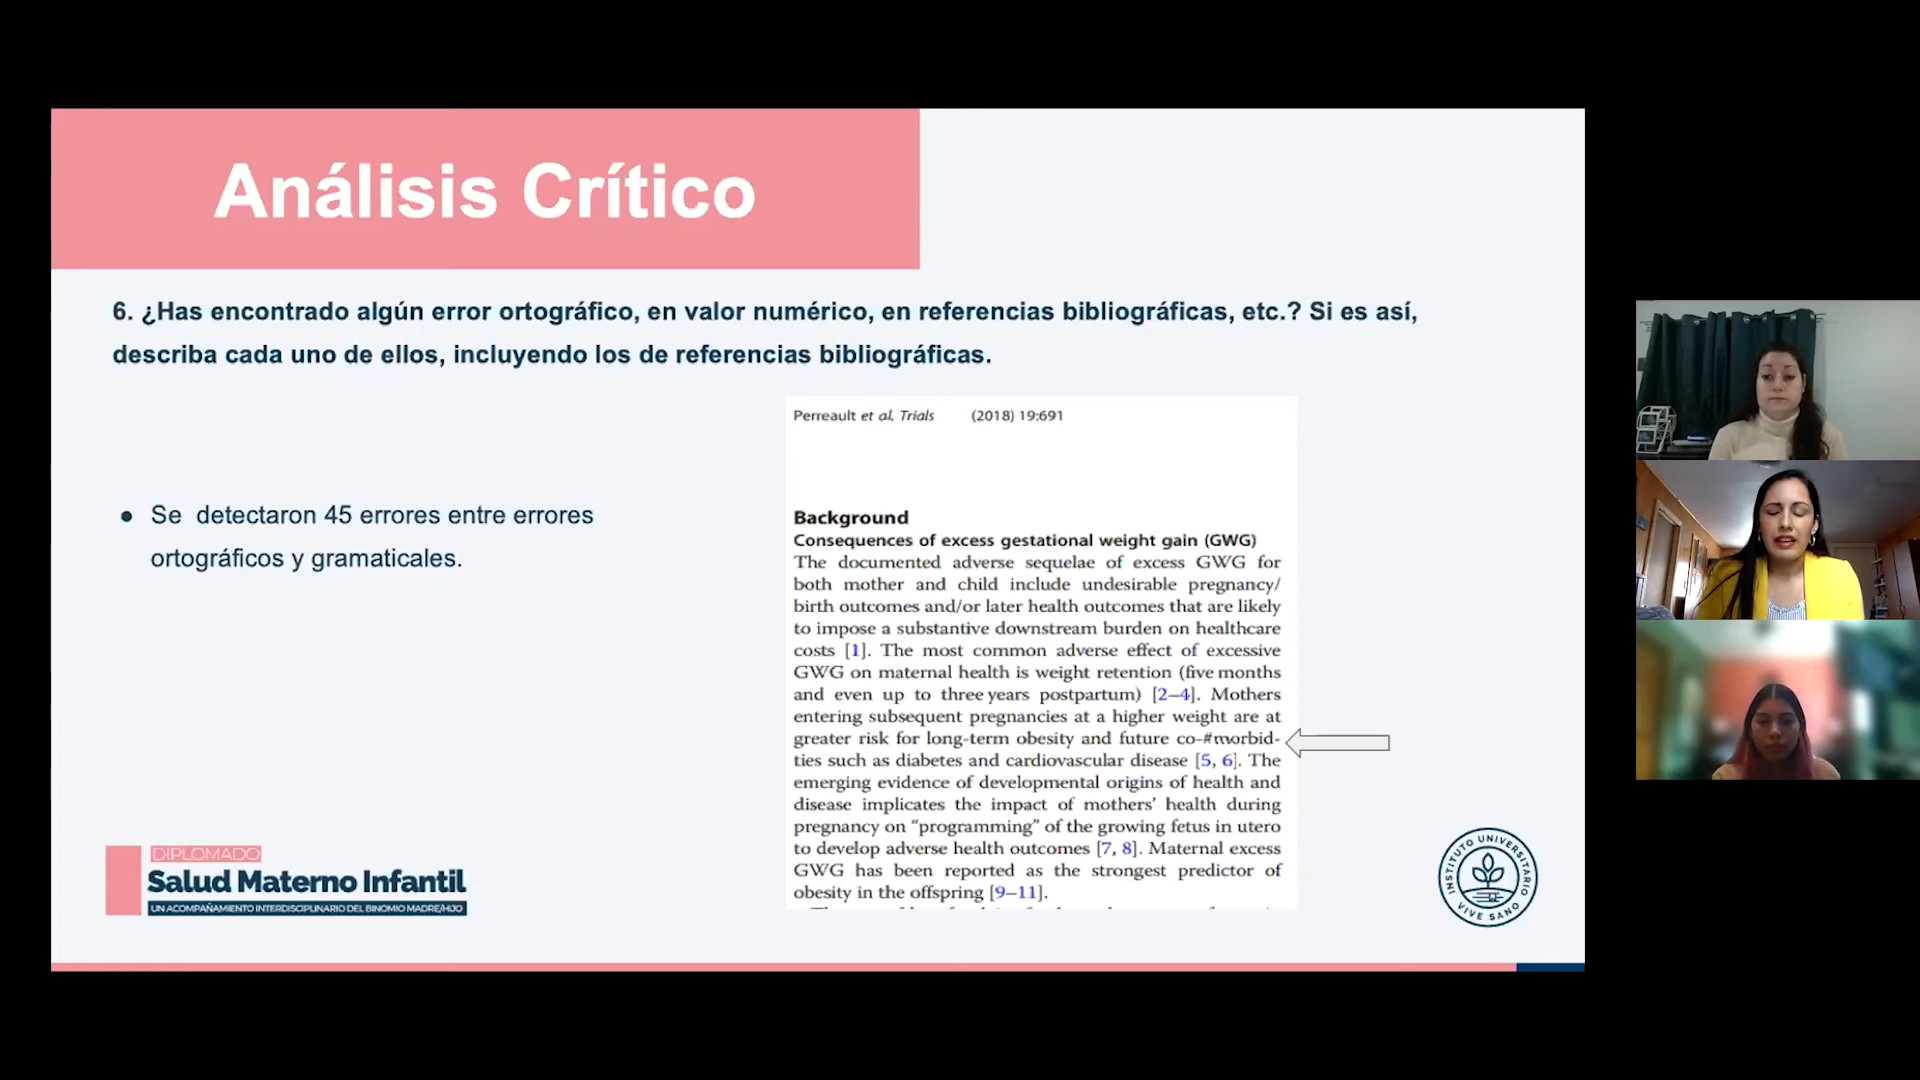 Análisis Crítico
6. ¿Has encontrado algún error ortográfico, en valor numérico, en referencias bibliográficas, etc.? Si es así,
describa cada uno de ellos, incluyendo los de referencias bibliográficas.
● Se detectaron 45 errores entre errores
ortográficos y gramaticales.
Perreault et al. Trials (2018) 19:691
Background
Consequences of excess gestational weight gain (GWG)
The documented adverse sequelae of excess GWG for
both mother and child include undesirable pregnancy/
birth outcomes and/or later health outcomes that are likely
to impose a substantive downstream burden on healthcare
costs [1]. The most common adverse effect of excessive
GWG on maternal health is weight retention (five months
and even up to three years postpartum) [2–4]. Mothers
entering subsequent pregnancies at a higher weight are at
greater risk for long-term obesity and future co-#morbid-
ties such as diabetes and cardiovascular disease [5, 6]. The
emerging evidence of developmental origins of health and
disease implicates the impact of mothers’ health during
pregnancy on “programming” of the growing fetus in utero
to develop adverse health outcomes [7, 8]. Maternal excess
GWG has been reported as the strongest predictor of
obesity in the offspring [9–11].
DIPLOMADO
Salud Materno Infantil
UN ACOMPAÑAMIENTO INTERDISCIPLINARIO DEL BINOMIO MADRE/HIJO
INSTITUTO UNIVERSITARIO
VIVE SANO